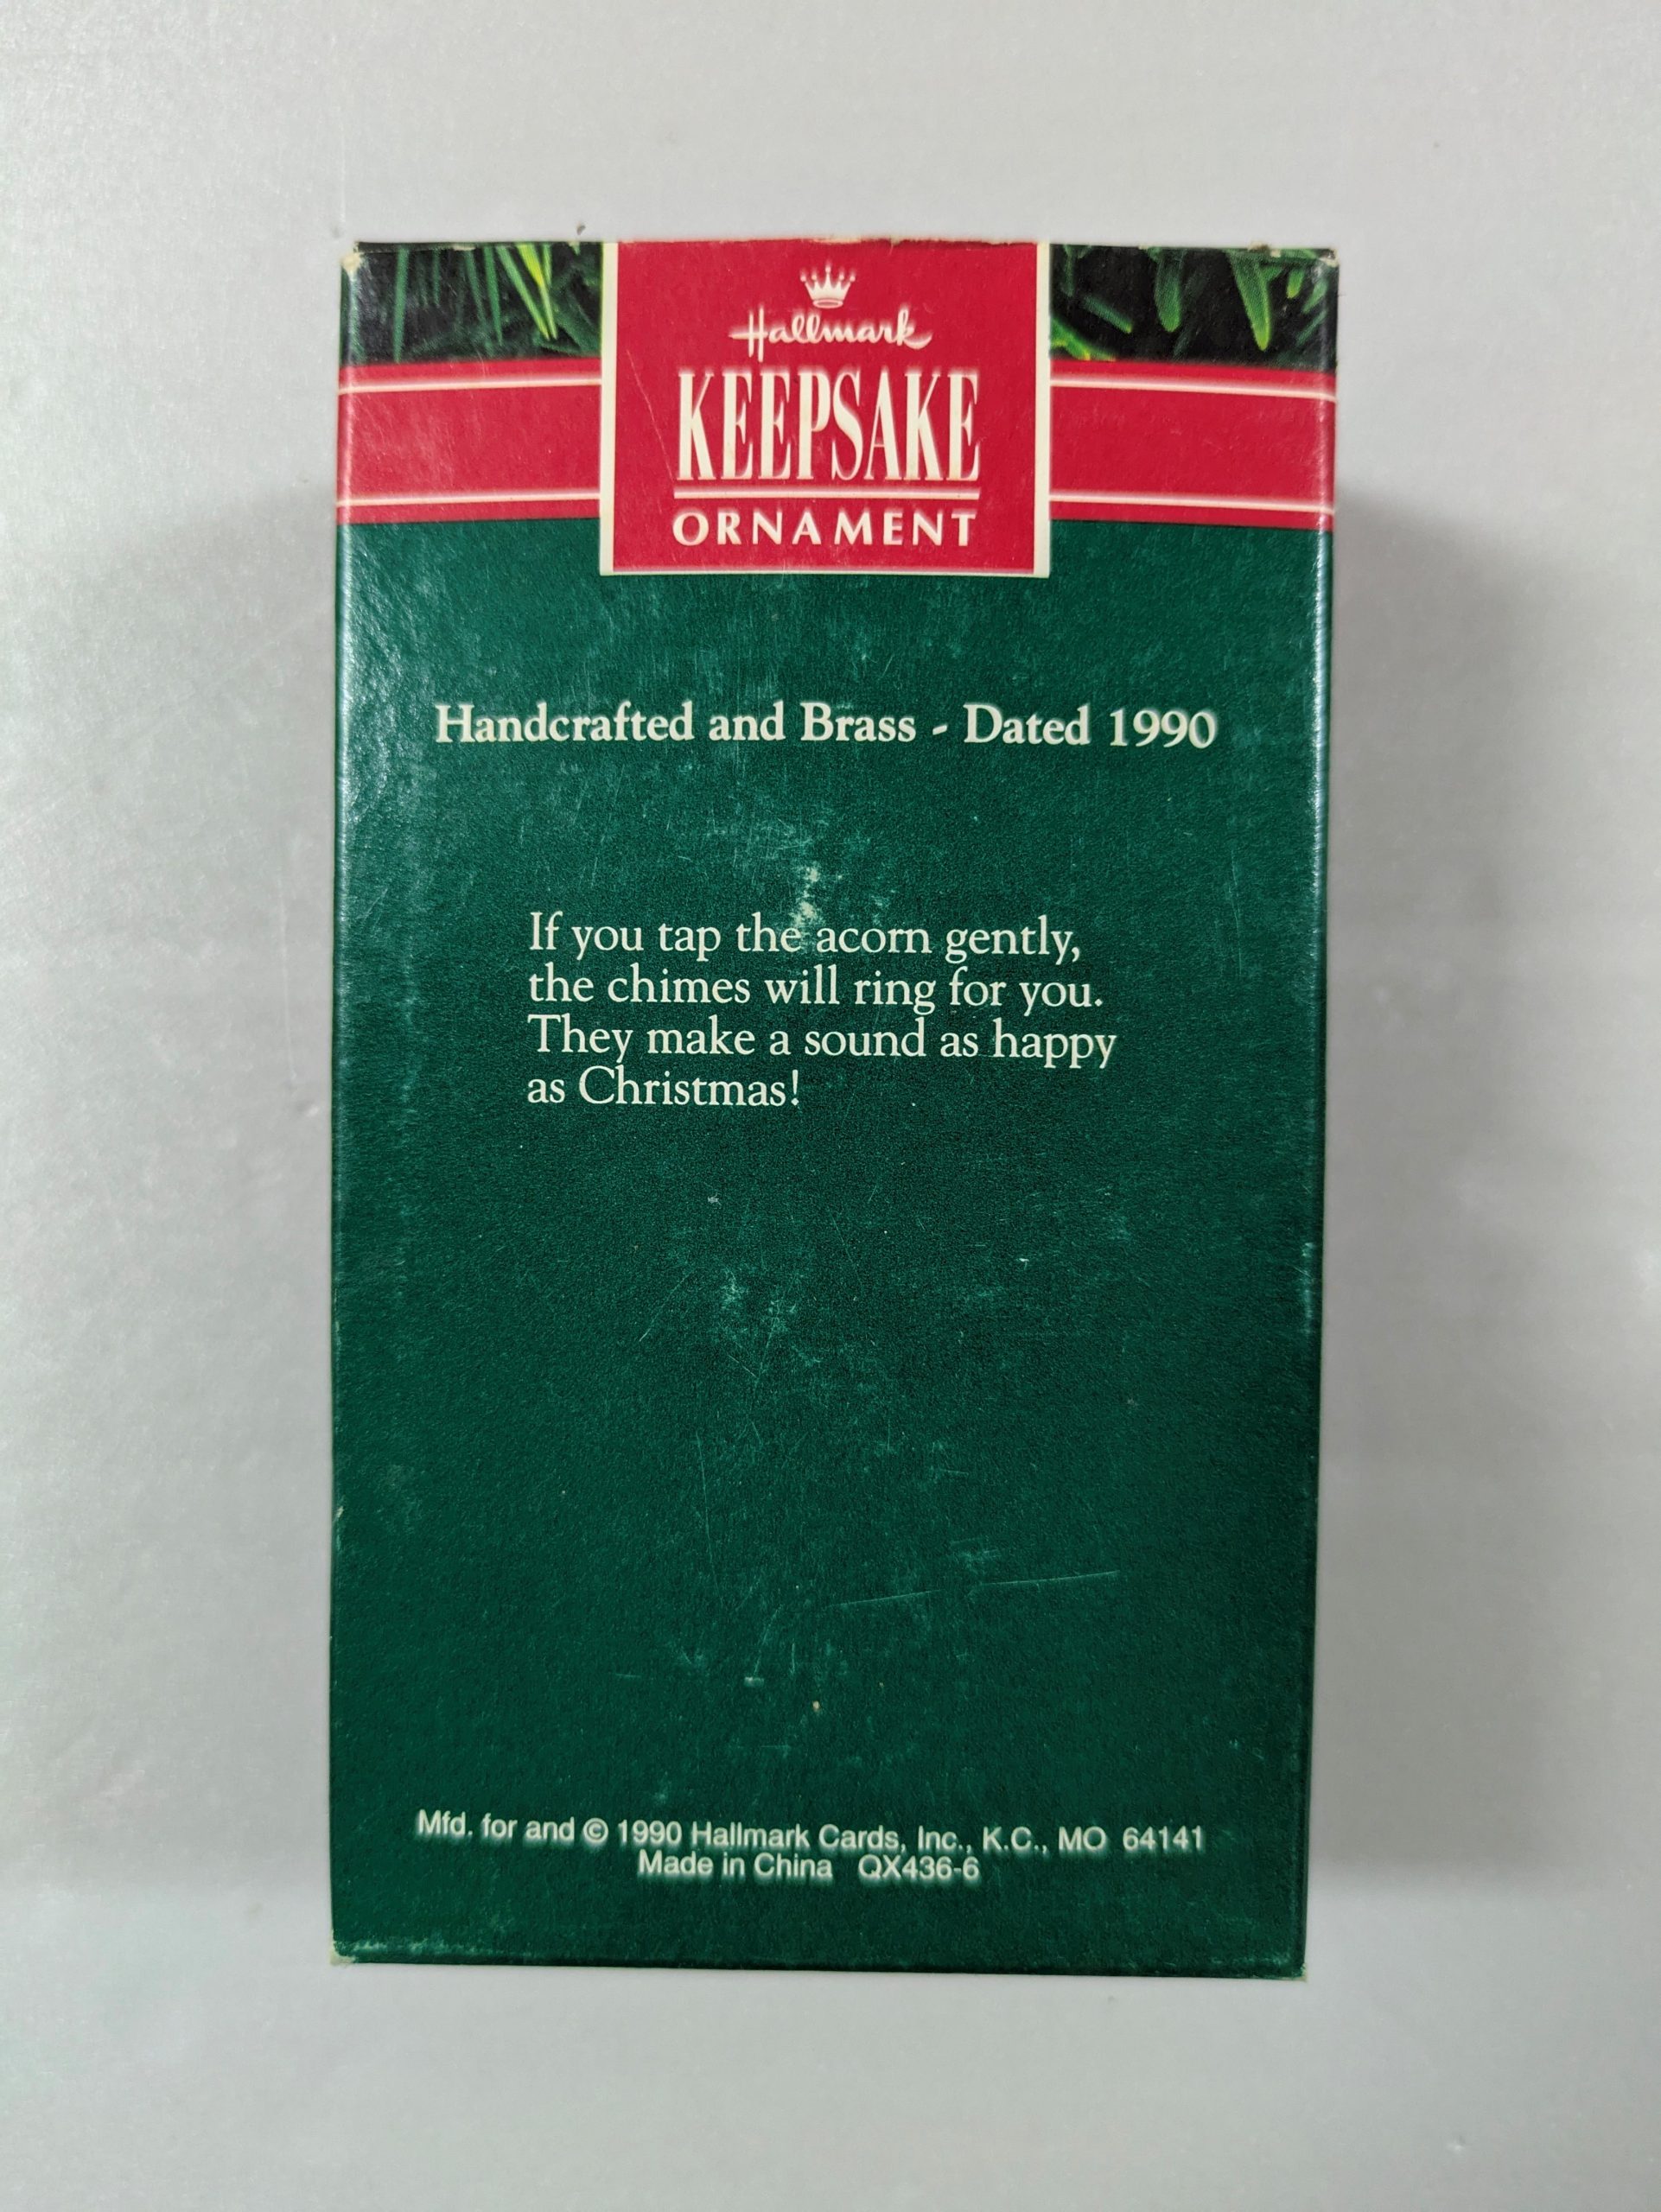 Hallmark
KEEPSAKE
ORNAMENT
Handcrafted and Brass - Dated 1990
If you tap the acorn gently,
the chimes will ring for you.
They make a sound as happy
as Christmas!
Mfd. for and © 1990 Hallmark Cards, Inc., K.C., MO 64141
Made in China QX436-6